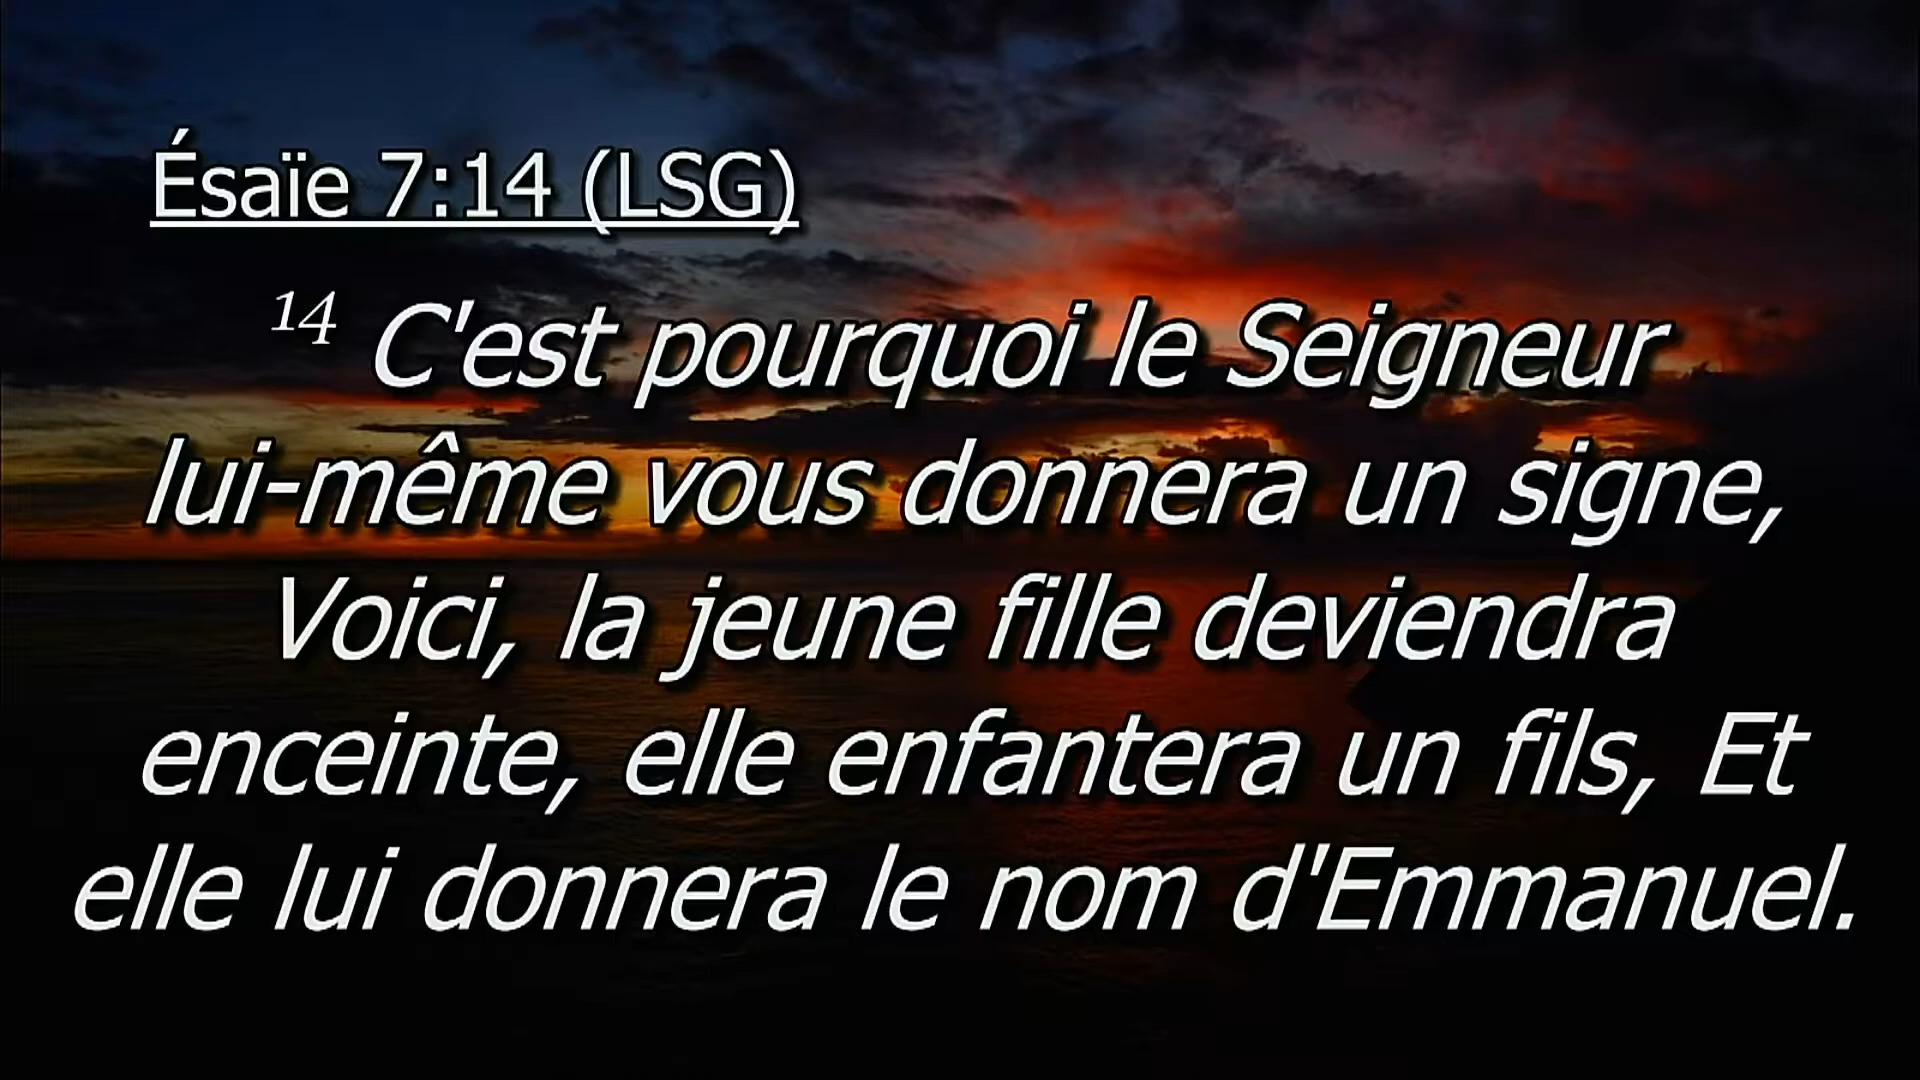 Ésaïe 7:14 (LSG)
14 C'est pourquoi le Seigneur
lui-même vous donnera un signe,
Voici, la jeune fille deviendra
enceinte, elle enfantera un fils, Et
elle lui donnera le nom d'Emmanuel.